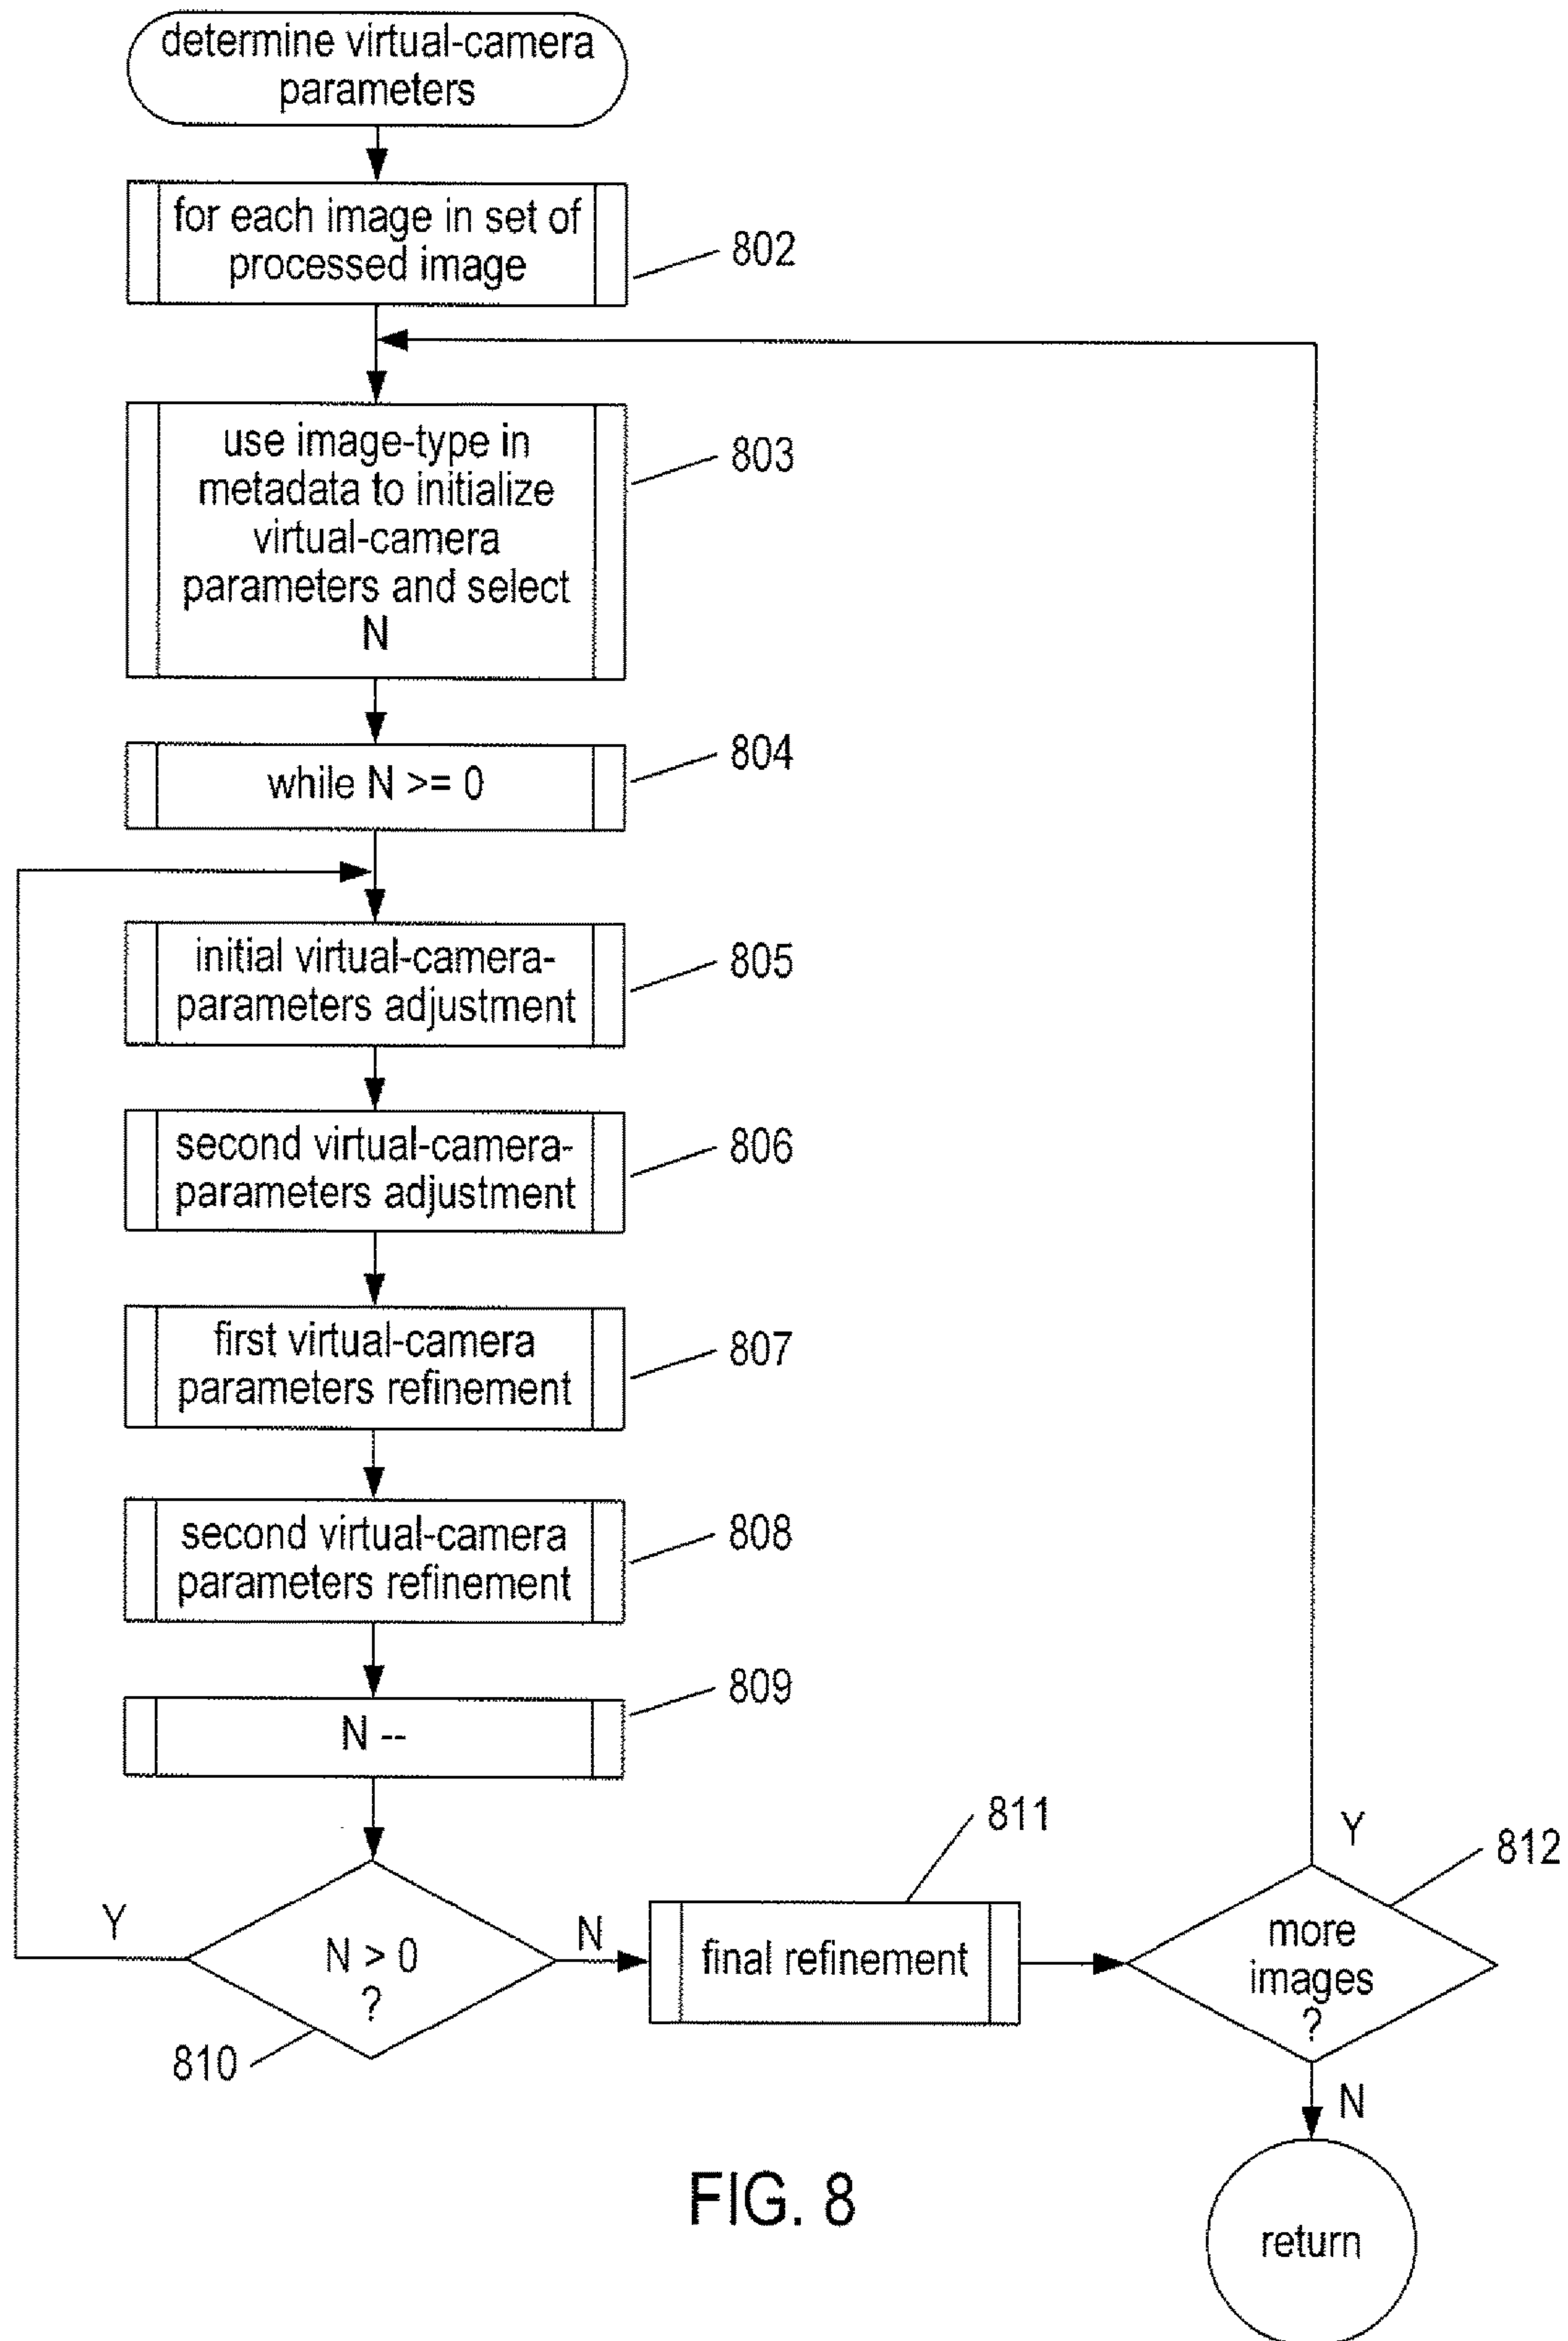 determine virtual-camera
parameters
for each image in set of
processed image
802
use image-type in
metadata to initialize
virtual-camera
parameters and select
N
803
while N >= 0
804
initial virtual-camera-
parameters adjustment
805
second virtual-camera-
parameters adjustment
806
first virtual-camera
parameters refinement
807
second virtual-camera
parameters refinement
808
N --
809
N > 0
?
810
Y
N
final refinement
811
more
images
?
812
Y
N
return
FIG. 8